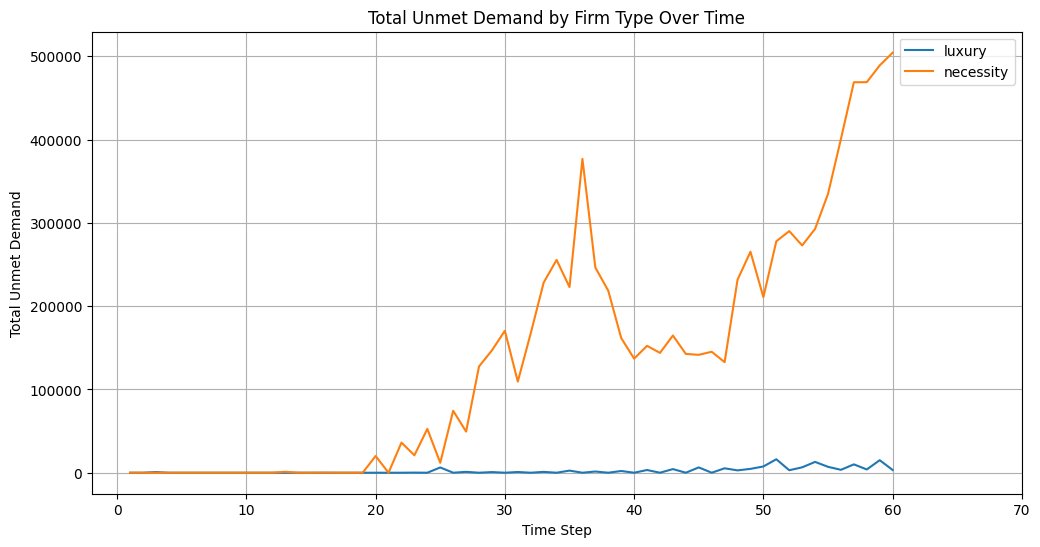 Total Unmet Demand by Firm Type Over Time
luxury
necessity
Total Unmet Demand
500000
400000
300000
200000
100000
0
0 10 20 30 40 50 60 70
Time Step